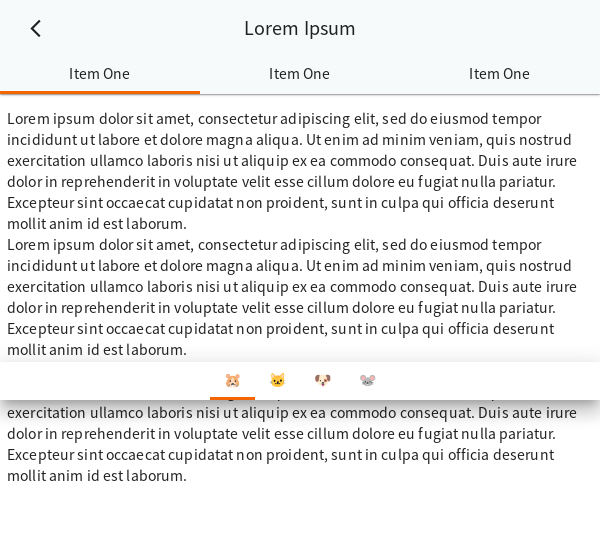 Lorem Ipsum
Item One
Item One
Item One
Lorem ipsum dolor sit amet, consectetur adipiscing elit, sed do eiusmod tempor
incididunt ut labore et dolore magna aliqua. Ut enim ad minim veniam, quis nostrud
exercitation ullamco laboris nisi ut aliquip ex ea commodo consequat. Duis aute irure
dolor in reprehenderit in voluptate velit esse cillum dolore eu fugiat nulla pariatur.
Excepteur sint occaecat cupidatat non proident, sunt in culpa qui officia deserunt
mollit anim id est laborum.
Lorem ipsum dolor sit amet, consectetur adipiscing elit, sed do eiusmod tempor
incididunt ut labore et dolore magna aliqua. Ut enim ad minim veniam, quis nostrud
exercitation ullamco laboris nisi ut aliquip ex ea commodo consequat. Duis aute irure
dolor in reprehenderit in voluptate velit esse cillum dolore eu fugiat nulla pariatur.
Excepteur sint occaecat cupidatat non proident, sunt in culpa qui officia deserunt
mollit anim id est laborum.
exercitation ullamco laboris nisi ut aliquip ex ea commodo consequat. Duis aute irure
dolor in reprehenderit in voluptate velit esse cillum dolore eu fugiat nulla pariatur.
Excepteur sint occaecat cupidatat non proident, sunt in culpa qui officia deserunt
mollit anim id est laborum.